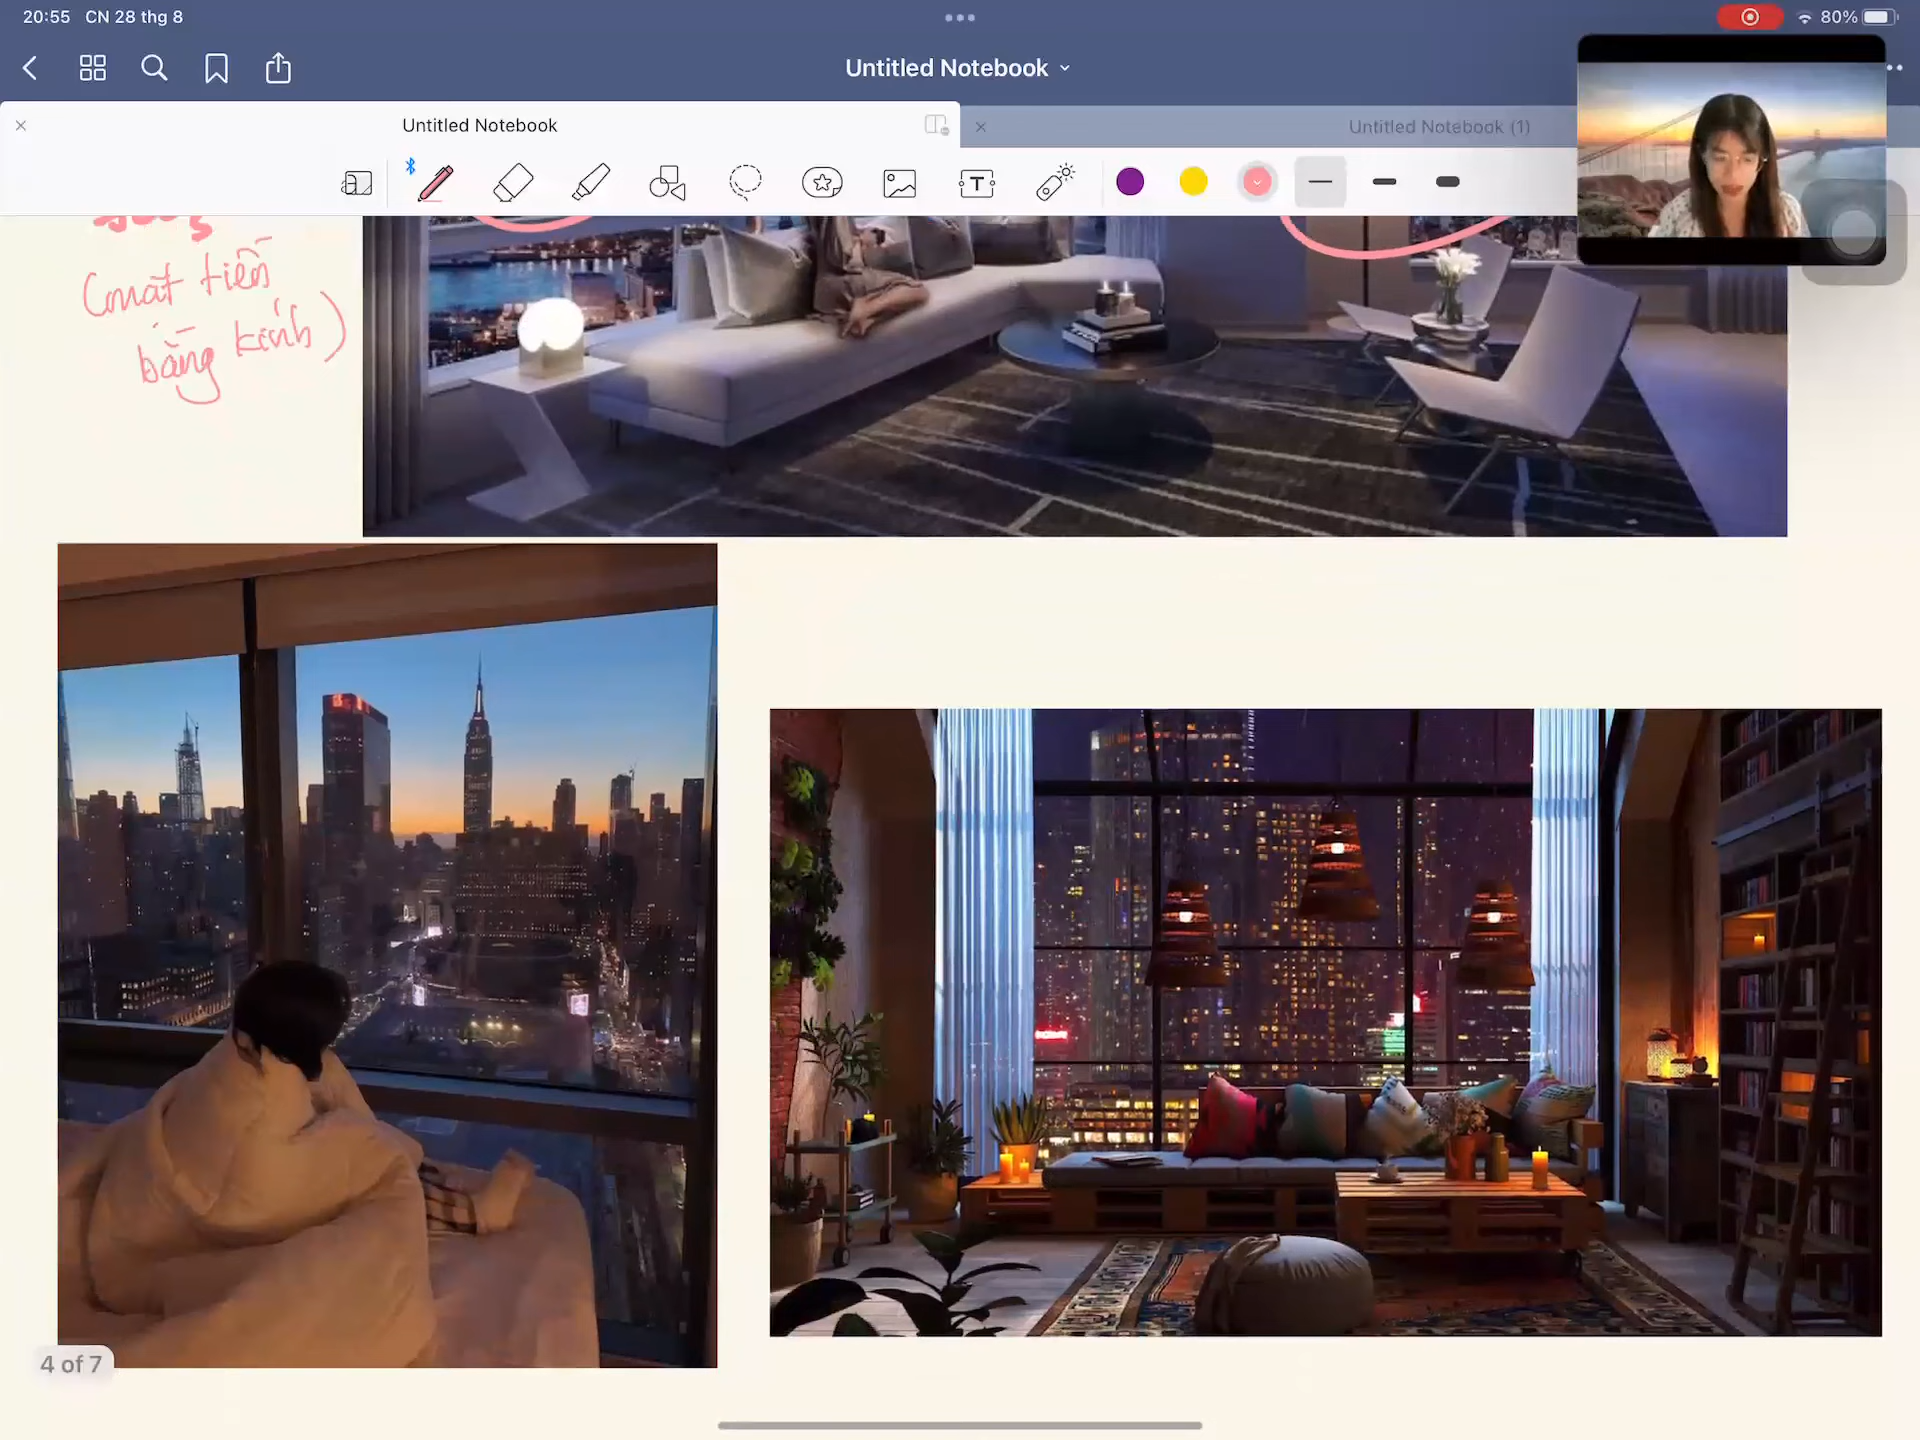 20:55 CN 28 thg 8
80%
Untitled Notebook
Untitled Notebook
Untitled Notebook (1)
(mặt tiền
bằng kính)
4 of 7